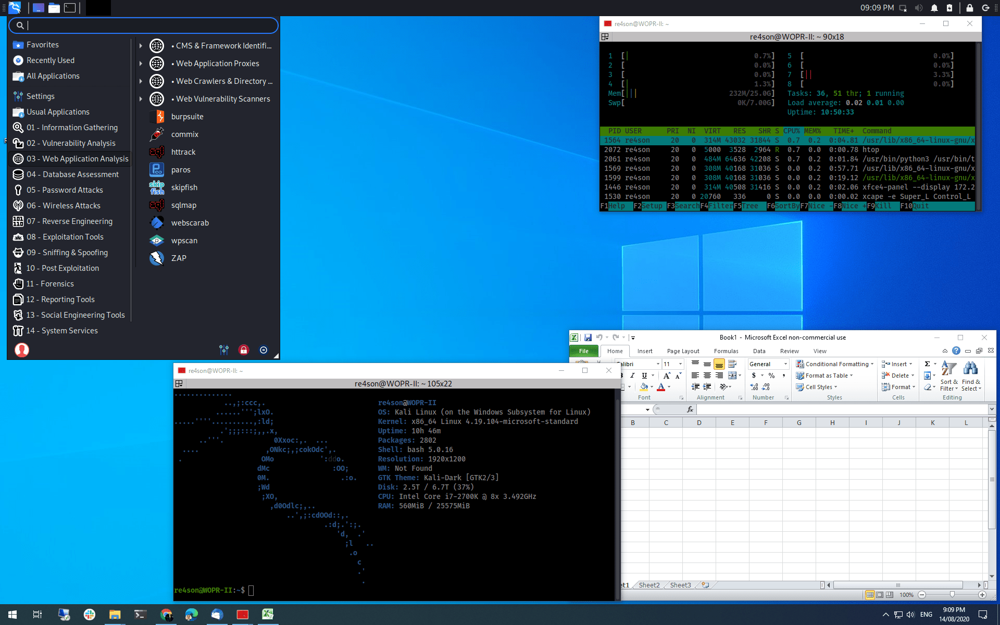 09:09 PM
Favorites
Recently Used
All Applications
Settings
Usual Applications
01 - Information Gathering
02 - Vulnerability Analysis
03 - Web Application Analysis
04 - Database Assessment
05 - Password Attacks
06 - Wireless Attacks
07 - Reverse Engineering
08 - Exploitation Tools
09 - Sniffing & Spoofing
10 - Post Exploitation
11 - Forensics
12 - Reporting Tools
13 - Social Engineering Tools
14 - System Services
• CMS & Framework Identifi...
• Web Application Proxies
• Web Crawlers & Directory ...
• Web Vulnerability Scanners
burpsuite
commix
httrack
paros
skipfish
sqlmap
webscarab
wpscan
ZAP
re4son@WOPR-II: ~
re4son@WOPR-II: ~ 90x18
1 [| 0.7%] 5 [ 0.0%]
2 [ 0.0%] 6 [ 0.0%]
3 [ 0.0%] 7 [|| 3.3%]
4 [| 1.3%] 8 [ 0.0%]
Mem[||| 232M/25.0G] Tasks: 36, 51 thr; 1 running
Swp[ 0K/7.00G] Load average: 0.02 0.01 0.00
Uptime: 10:50:33
PID USER PRI NI VIRT RES SHR S CPU% MEM% TIME+ Command
1564 re4son 20 0 314M 43032 31844 S 0.7 0.2 0:04.81 /usr/lib/x86_64-linux-gnu/x
2072 re4son 20 0 5000 3528 2964 R 0.7 0.0 0:00.78 htop
2061 re4son 20 0 484M 64636 42208 S 0.7 0.2 0:01.84 /usr/bin/python3 /usr/bin/t
1569 re4son 20 0 308M 40168 31036 S 0.0 0.2 0:57.71 /usr/lib/x86_64-linux-gnu/x
1599 re4son 20 0 308M 40168 31036 S 0.0 0.2 0:19.12 /usr/lib/x86_64-linux-gnu/x
1446 re4son 20 0 314M 40508 31416 S 0.0 0.2 0:02.06 xfce4-panel --display 172.2
1530 re4son 20 0 20760 336 0 S 0.0 0.0 0:00.02 xcape -e Super_L Control_L
F1Help F2Setup F3SearchF4FilterF5Tree F6SortByF7Nice -F8Nice +F9Kill F10Quit
re4son@WOPR-II: ~
re4son@WOPR-II: ~ 105x22
re4son@WOPR-II
OS: Kali Linux (on the Windows Subsystem for Linux)
Kernel: x86_64 Linux 4.19.104-microsoft-standard
Uptime: 10h 46m
Packages: 2802
Shell: bash 5.0.16
Resolution: 1920x1200
WM: Not Found
GTK Theme: Kali-Dark [GTK2/3]
Disk: 2.5T / 6.7T (37%)
CPU: Intel Core i7-2700K @ 8x 3.492GHz
RAM: 560MiB / 25575MiB
re4son@WOPR-II:~$
Book1 - Microsoft Excel non-commercial use
File Home Insert Page Layout Formulas Data Review View
alibri 11 General Conditional Formatting Insert Σ
I U A A $ % , Format as Table Delete
A Cell Styles Format
Sort & Filter Find & Select
Font Alignment Number Styles Cells Editing
fx
B C D E F G H I J K L
et1 Sheet2 Sheet3
100%
ENG
9:09 PM
14/08/2020